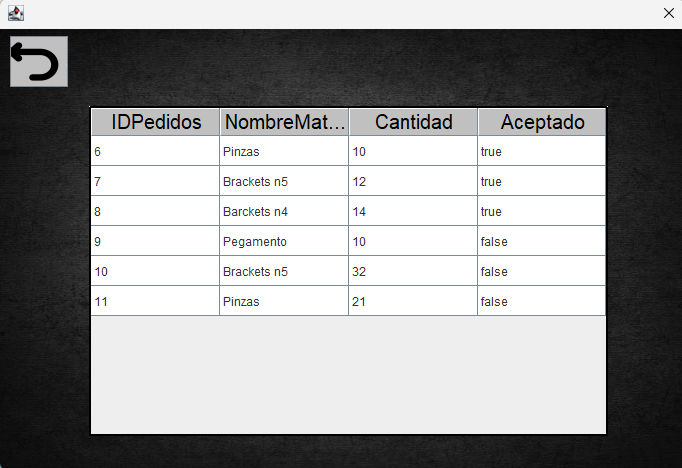 IDPedidos NombreMat... Cantidad Aceptado
6 Pinzas 10 true
7 Brackets n5 12 true
8 Barckets n4 14 true
9 Pegamento 10 false
10 Brackets n5 32 false
11 Pinzas 21 false